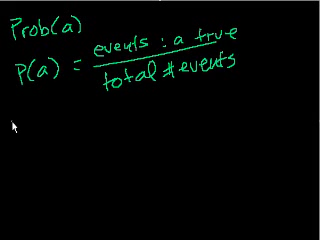 Prob(a)
P(a) = events : a true
total # events